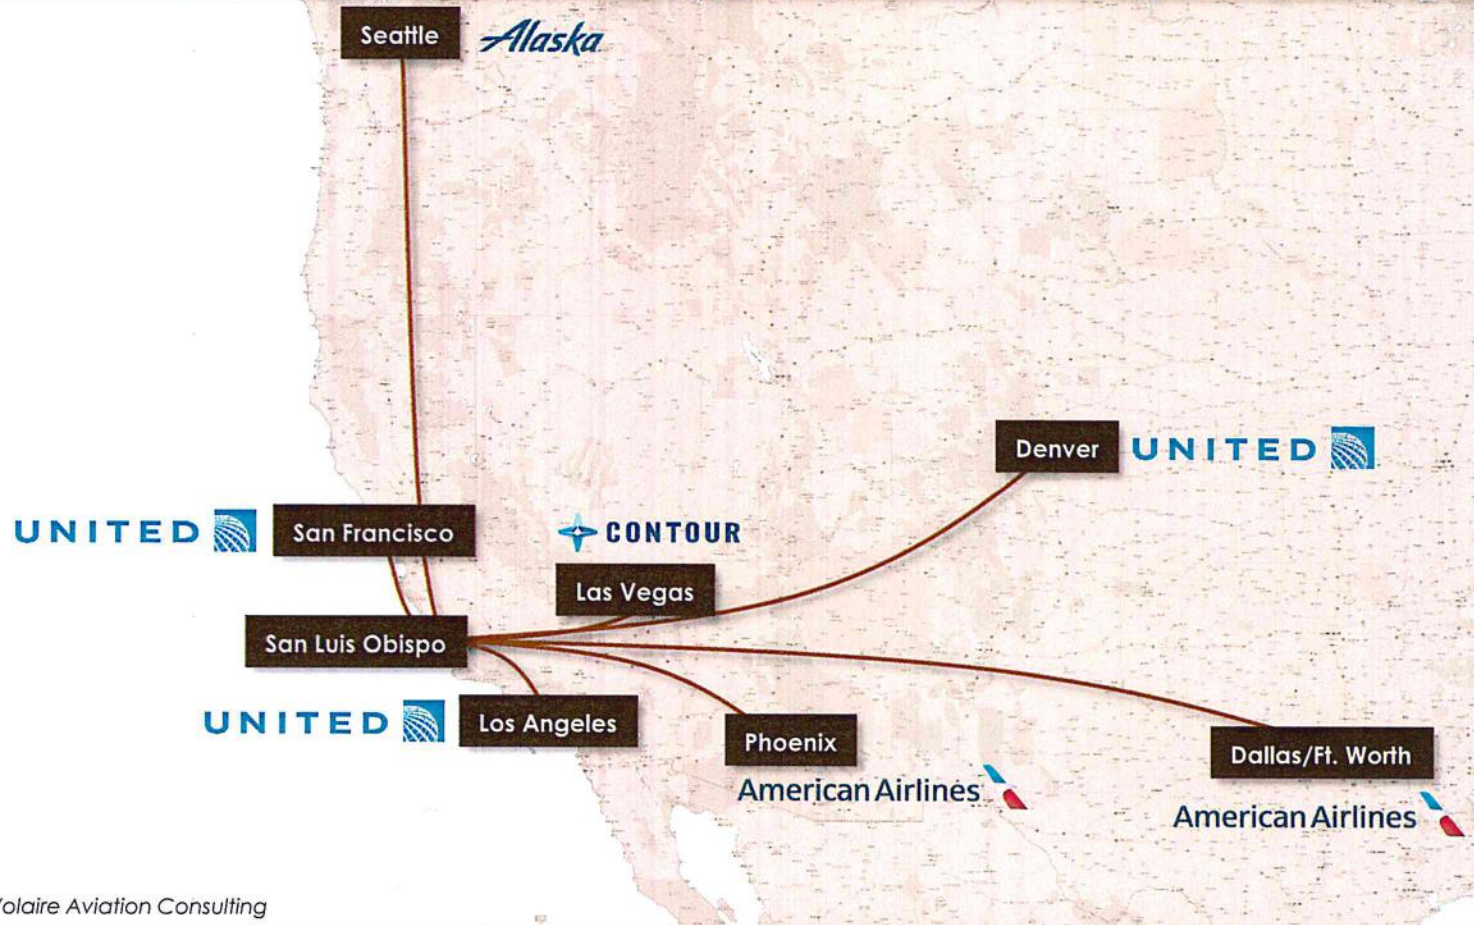 Seattle
Alaska
Denver
UNITED
UNITED
San Francisco
CONTOUR
Las Vegas
San Luis Obispo
UNITED
Los Angeles
Phoenix
American Airlines
Dallas/Ft. Worth
American Airlines
Volaire Aviation Consulting